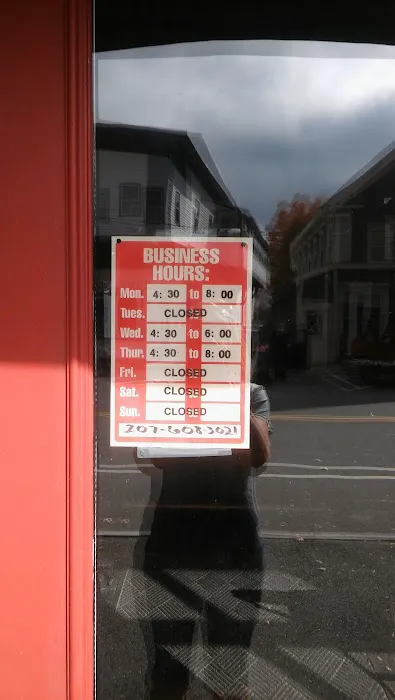 BUSINESS
HOURS:
Mon. 4: 30 to 8: 00
Tues. CLOSED
Wed. 4: 30 to 6: 00
Thur. 4: 30 to 8: 00
Fri. CLOSED
Sat. CLOSED
Sun. CLOSED
207-608-3021